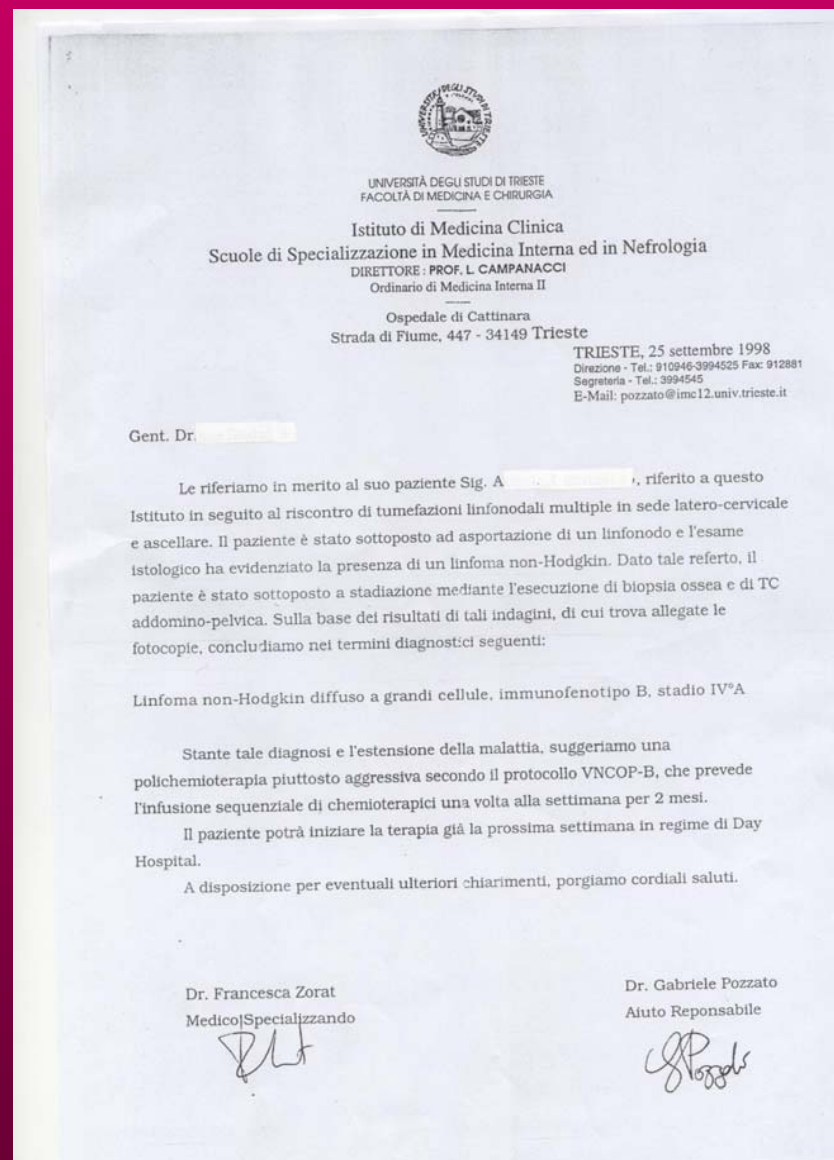 UNIVERSITÀ DEGLI STUDI DI TRIESTE
FACOLTÀ DI MEDICINA E CHIRURGIA
Istituto di Medicina Clinica
Scuole di Specializzazione in Medicina Interna ed in Nefrologia
DIRETTORE : PROF. L. CAMPANACCI
Ordinario di Medicina Interna II
Ospedale di Cattinara
Strada di Fiume, 447 - 34149 Trieste
TRIESTE, 25 settembre 1998
Direzione - Tel.: 910946-3994525 Fax: 912881
Segreteria - Tel.: 3994545
E-Mail: pozzato@imc12.univ.trieste.it
Gent. Dr.
Le riferiamo in merito al suo paziente Sig. A , riferito a questo
Istituto in seguito al riscontro di tumefazioni linfonodali multiple in sede latero-cervicale
e ascellare. Il paziente è stato sottoposto ad asportazione di un linfonodo e l'esame
istologico ha evidenziato la presenza di un linfoma non-Hodgkin. Dato tale referto, il
paziente è stato sottoposto a stadiazione mediante l'esecuzione di biopsia ossea e di TC
addomino-pelvica. Sulla base dei risultati di tali indagini, di cui trova allegate le
fotocopie, concludiamo nei termini diagnostici seguenti:
Linfoma non-Hodgkin diffuso a grandi cellule, immunofenotipo B, stadio IV°A
Stante tale diagnosi e l'estensione della malattia, suggeriamo una
polichemioterapia piuttosto aggressiva secondo il protocollo VNCOP-B, che prevede
l'infusione sequenziale di chemioterapici una volta alla settimana per 2 mesi.
Il paziente potrà iniziare la terapia già la prossima settimana in regime di Day
Hospital.
A disposizione per eventuali ulteriori chiarimenti, porgiamo cordiali saluti.
Dr. Francesca Zorat
Medico Specializzando
Dr. Gabriele Pozzato
Aiuto Reponsabile